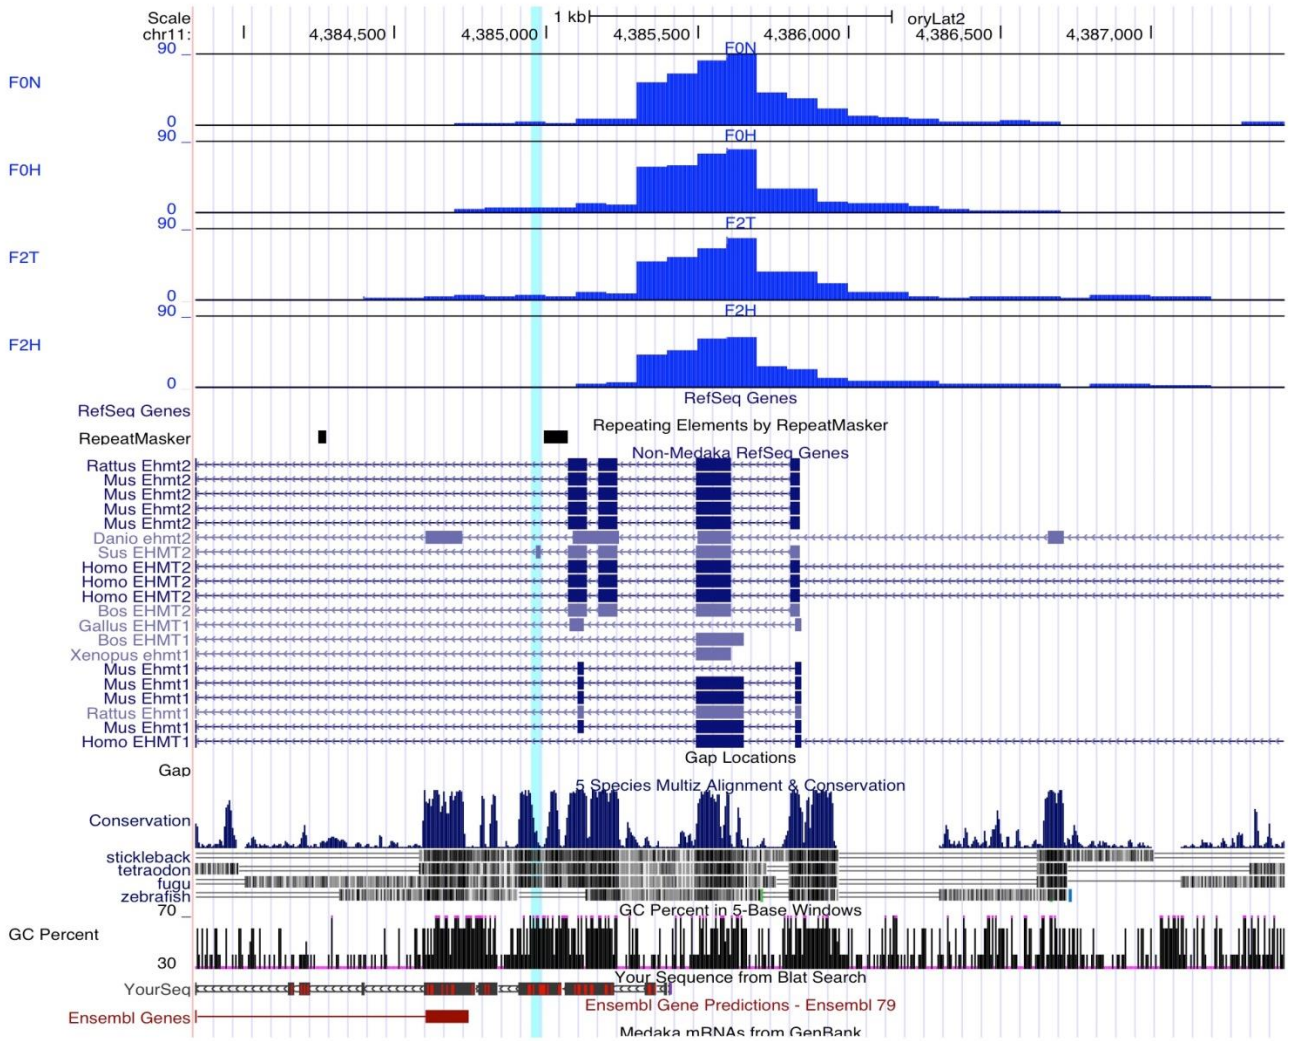 Scale 1 kb oryLat2
chr11: 4,384,500 4,385,000 4,385,500 4,386,000 4,386,500 4,387,000
90 _ F0N
F0N
0
90 _ F0H
F0H
0
90 _ F2T
F2T
0
90 _ F2H
F2H
0
RefSeq Genes
RefSeq Genes
Repeating Elements by RepeatMasker
RepeatMasker
Non-Medaka RefSeq Genes
Rattus Ehmt2
Mus Ehmt2
Mus Ehmt2
Mus Ehmt2
Mus Ehmt2
Danio ehmt2
Sus EHMT2
Homo EHMT2
Homo EHMT2
Homo EHMT2
Bos EHMT2
Gallus EHMT1
Bos EHMT1
Xenopus ehmt1
Mus Ehmt1
Mus Ehmt1
Mus Ehmt1
Rattus Ehmt1
Mus Ehmt1
Homo EHMT1
Gap Locations
Gap
5 Species Multiz Alignment & Conservation
Conservation
stickleback
tetraodon
fugu
zebrafish
70 _ GC Percent in 5-Base Windows
GC Percent
30
Your Sequence from Blat Search
YourSeq
Ensembl Gene Predictions - Ensembl 79
Ensembl Genes
Medaka mRNAs from GenBank